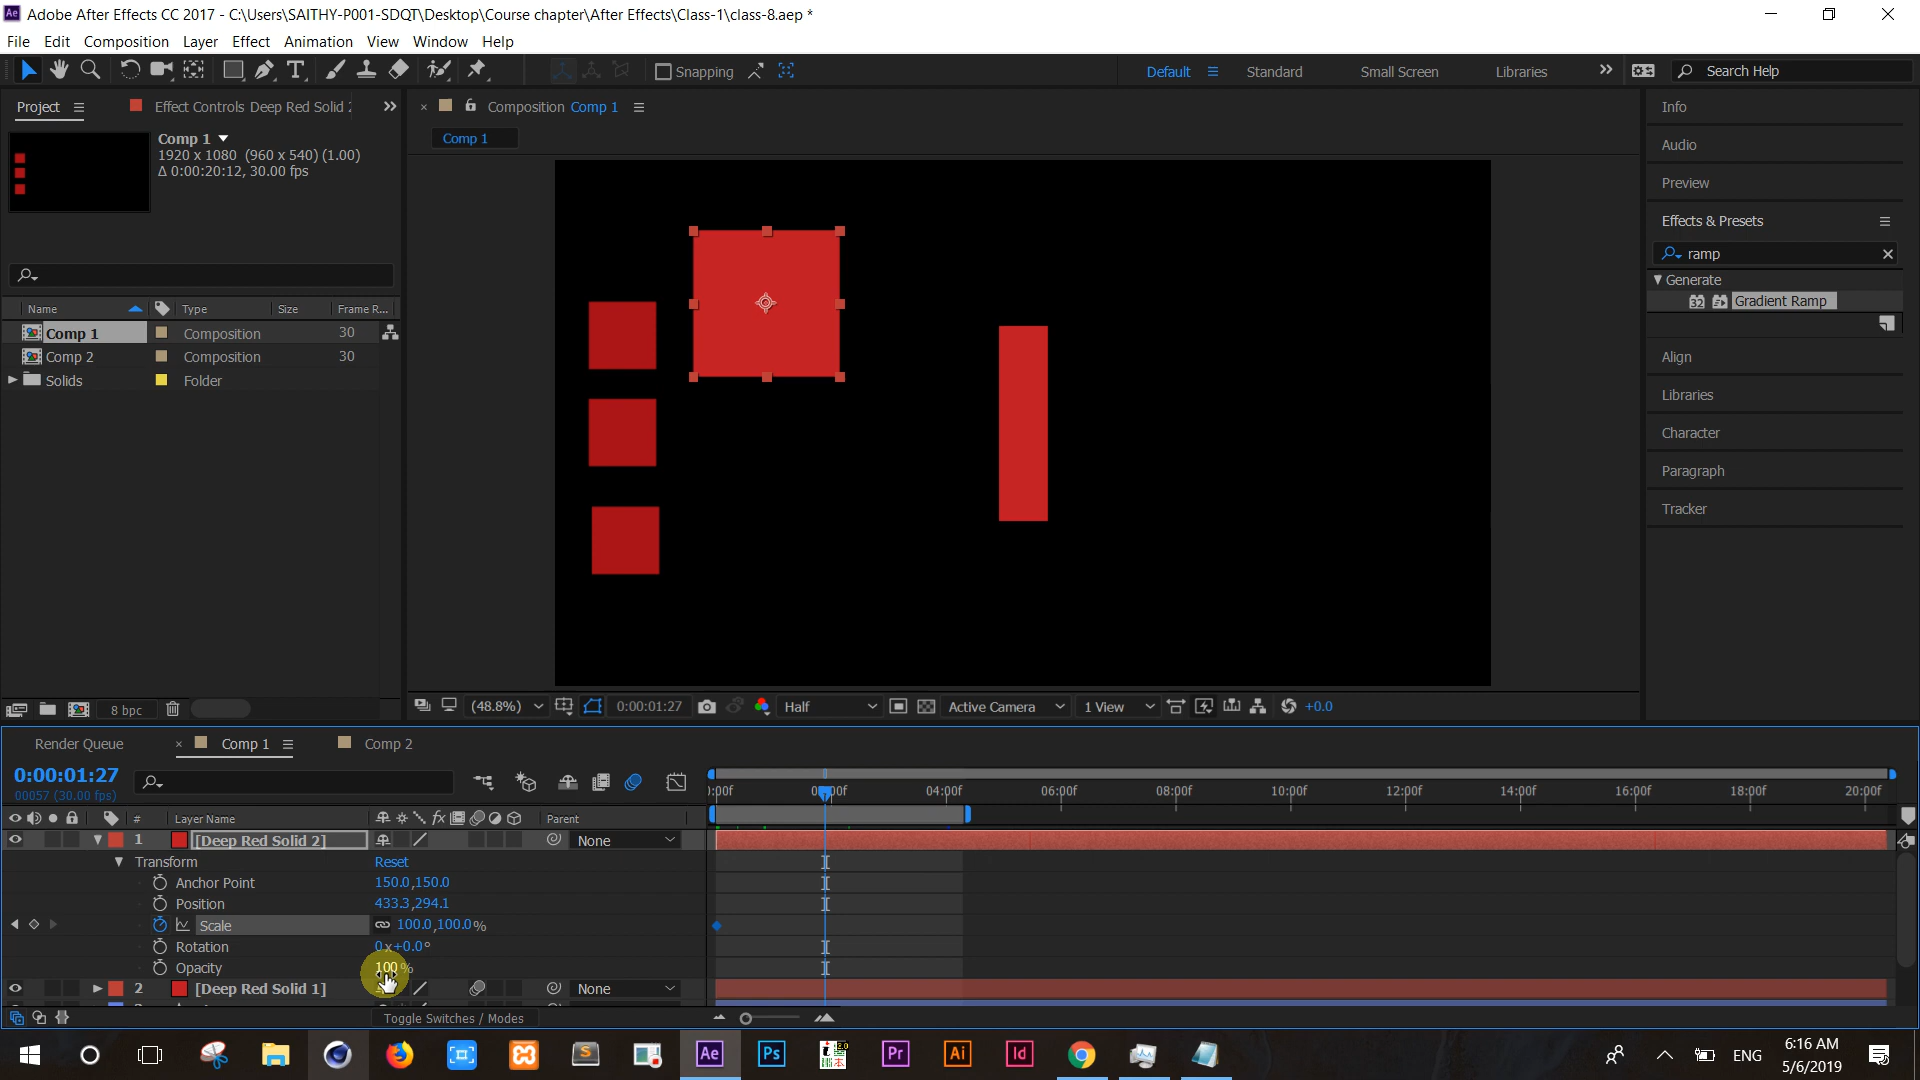 Adobe After Effects CC 2017 - C:\Users\SAITHY-P001-SDQT\Desktop\Course chapter\After Effects\Class-1\class-8.aep *
File Edit Composition Layer Effect Animation View Window Help
Snapping Default Standard Small Screen Libraries Search Help
Project Effect Controls Deep Red Solid
Composition Comp 1
Info
Comp 1
1920 x 1080 (960 x 540) (1.00)
Δ 0:00:20:12, 30.00 fps
Comp 1
Audio
Preview
Effects & Presets
ramp
Generate
32 Gradient Ramp
Name Type Size Frame R...
Comp 1 Composition 30
Comp 2 Composition 30
Solids Folder
Align
Libraries
Character
Paragraph
Tracker
8 bpc
(48.8%) 0:00:01:27 Half Active Camera 1 View +0.0
Render Queue Comp 1 Comp 2
0:00:01:27
00057 (30.00 fps)
04:00f 06:00f 08:00f 10:00f 12:00f 14:00f 16:00f 18:00f 20:00f
# Layer Name Parent
1 [Deep Red Solid 2] None
Transform Reset
Anchor Point 150.0,150.0
Position 433.3,294.1
Scale 100.0,100.0%
Rotation 0x+0.0°
Opacity 100%
2 [Deep Red Solid 1] None
Toggle Switches / Modes
Ae Ps Pr Ai Id
ENG
6:16 AM
5/6/2019